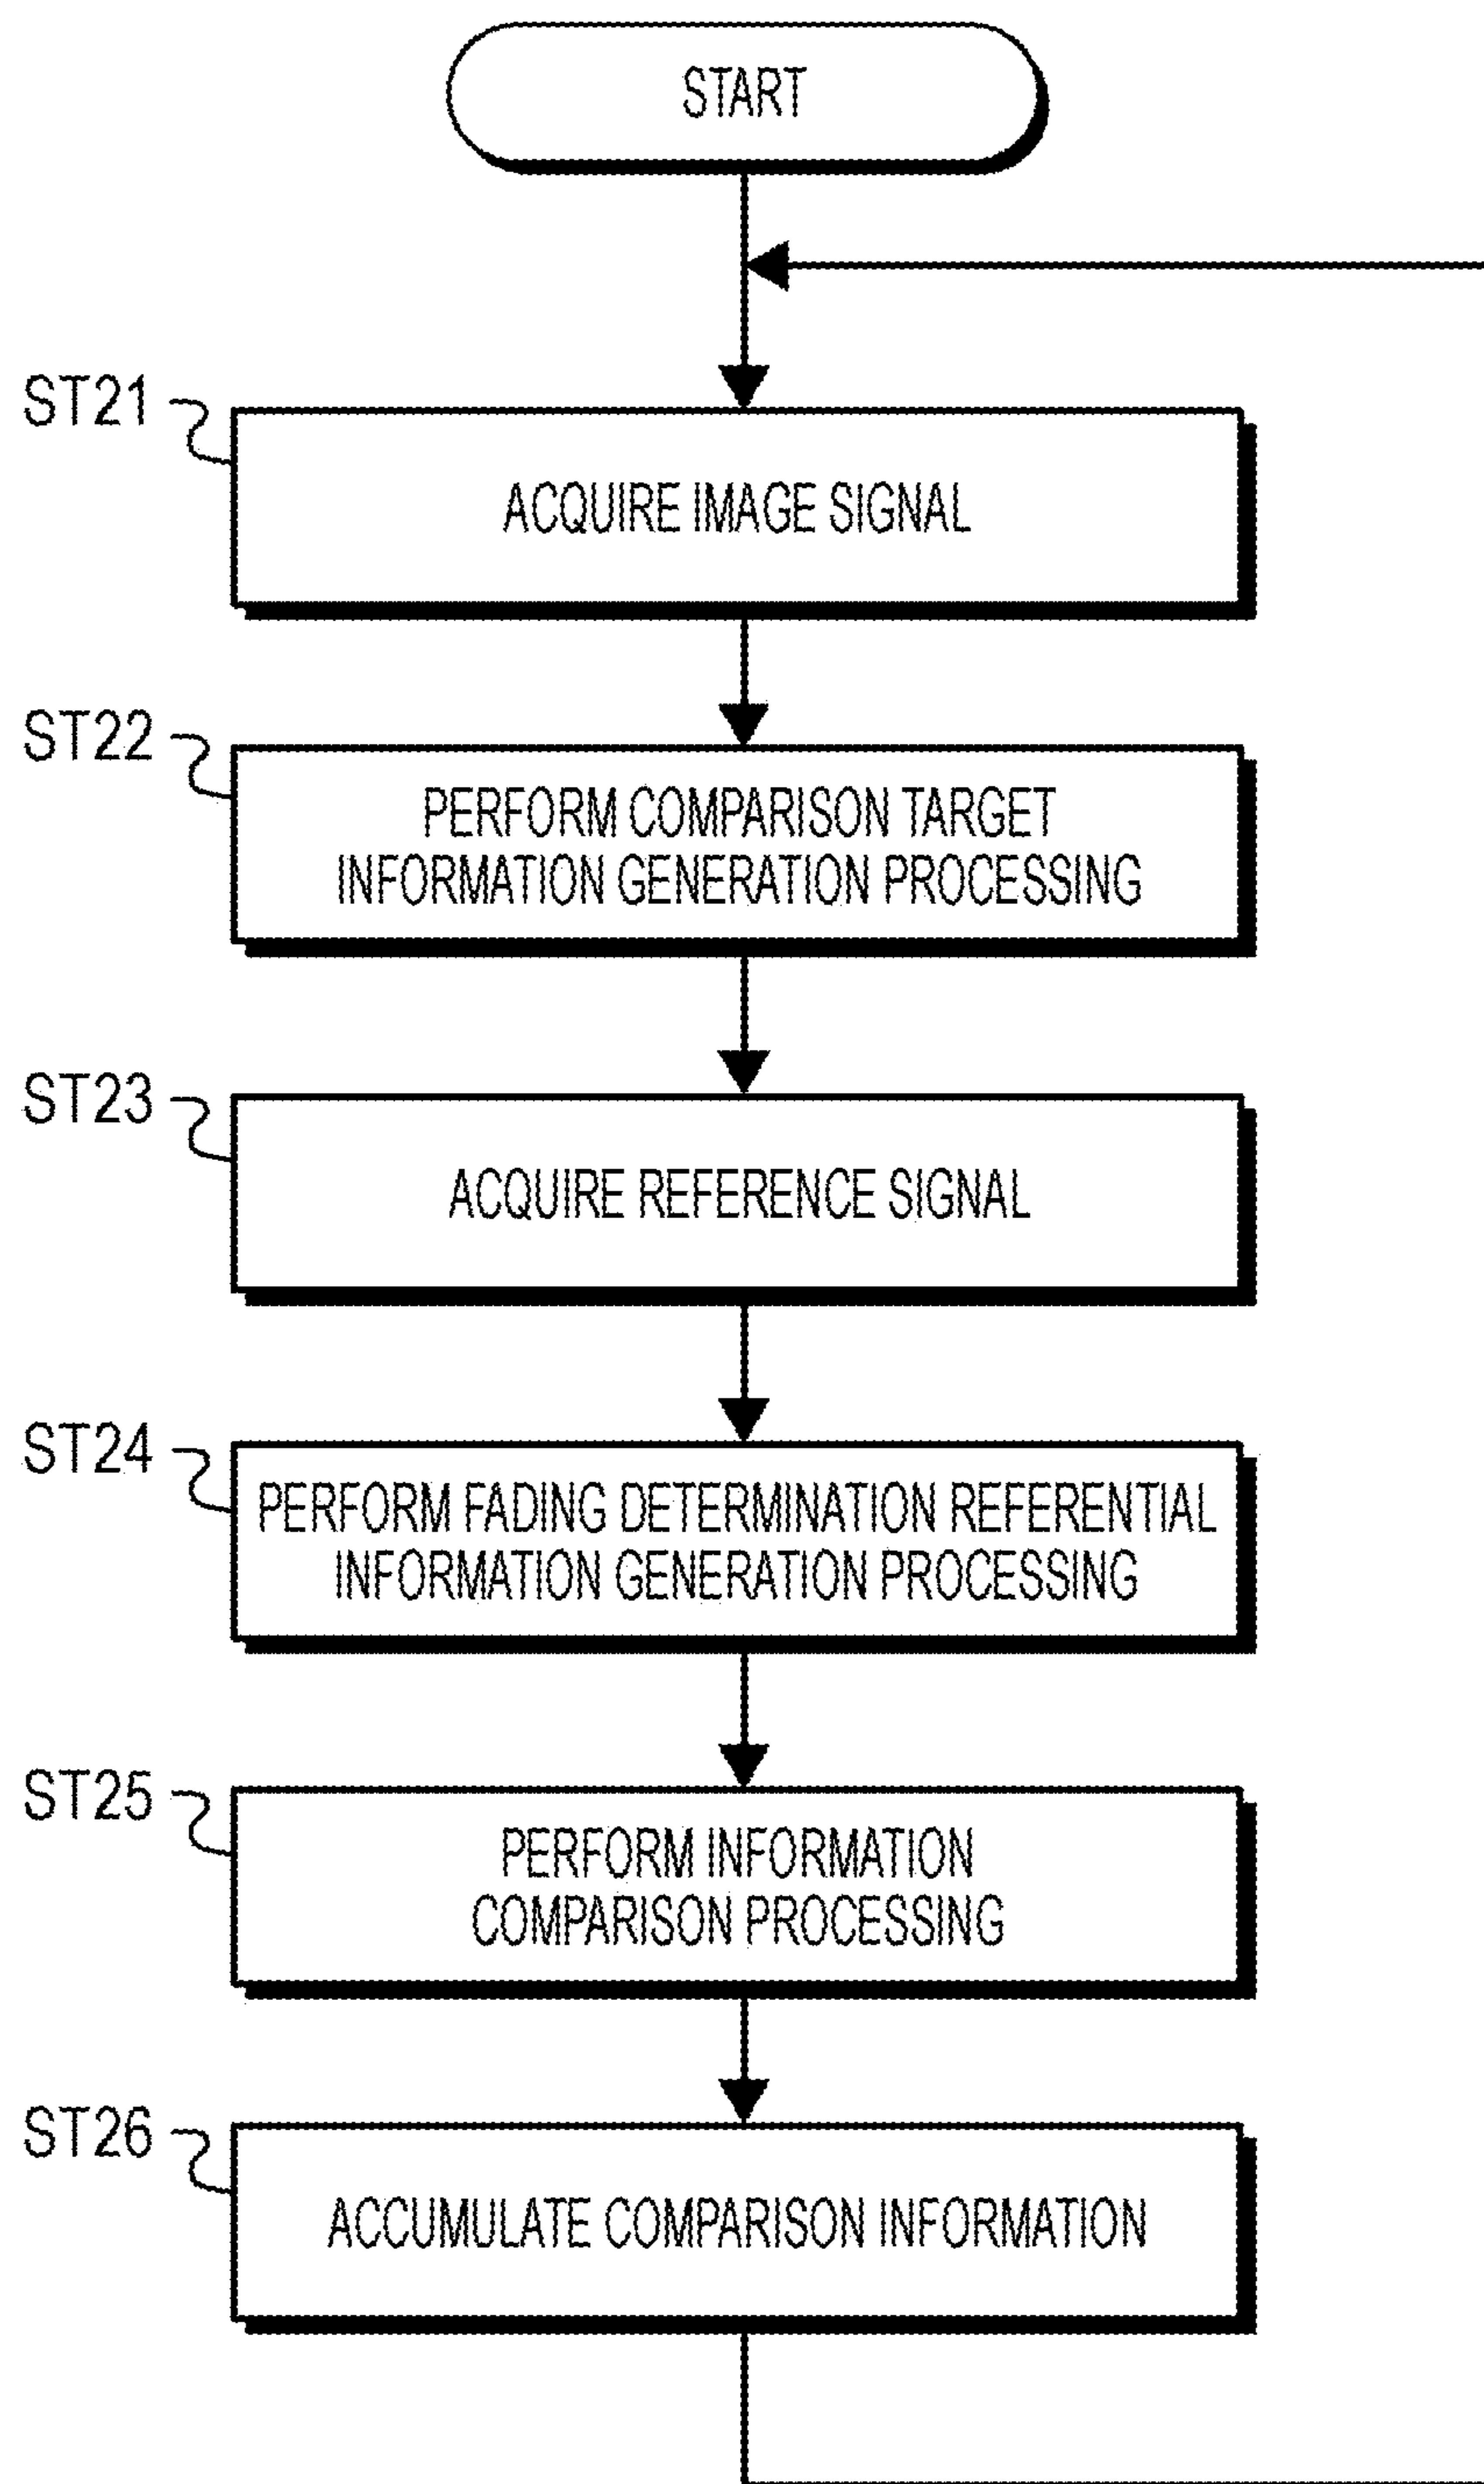 START
ST21
ACQUIRE IMAGE SIGNAL
ST22
PERFORM COMPARISON TARGET
INFORMATION GENERATION PROCESSING
ST23
ACQUIRE REFERENCE SIGNAL
ST24
PERFORM FADING DETERMINATION REFERENTIAL
INFORMATION GENERATION PROCESSING
ST25
PERFORM INFORMATION
COMPARISON PROCESSING
ST26
ACCUMULATE COMPARISON INFORMATION